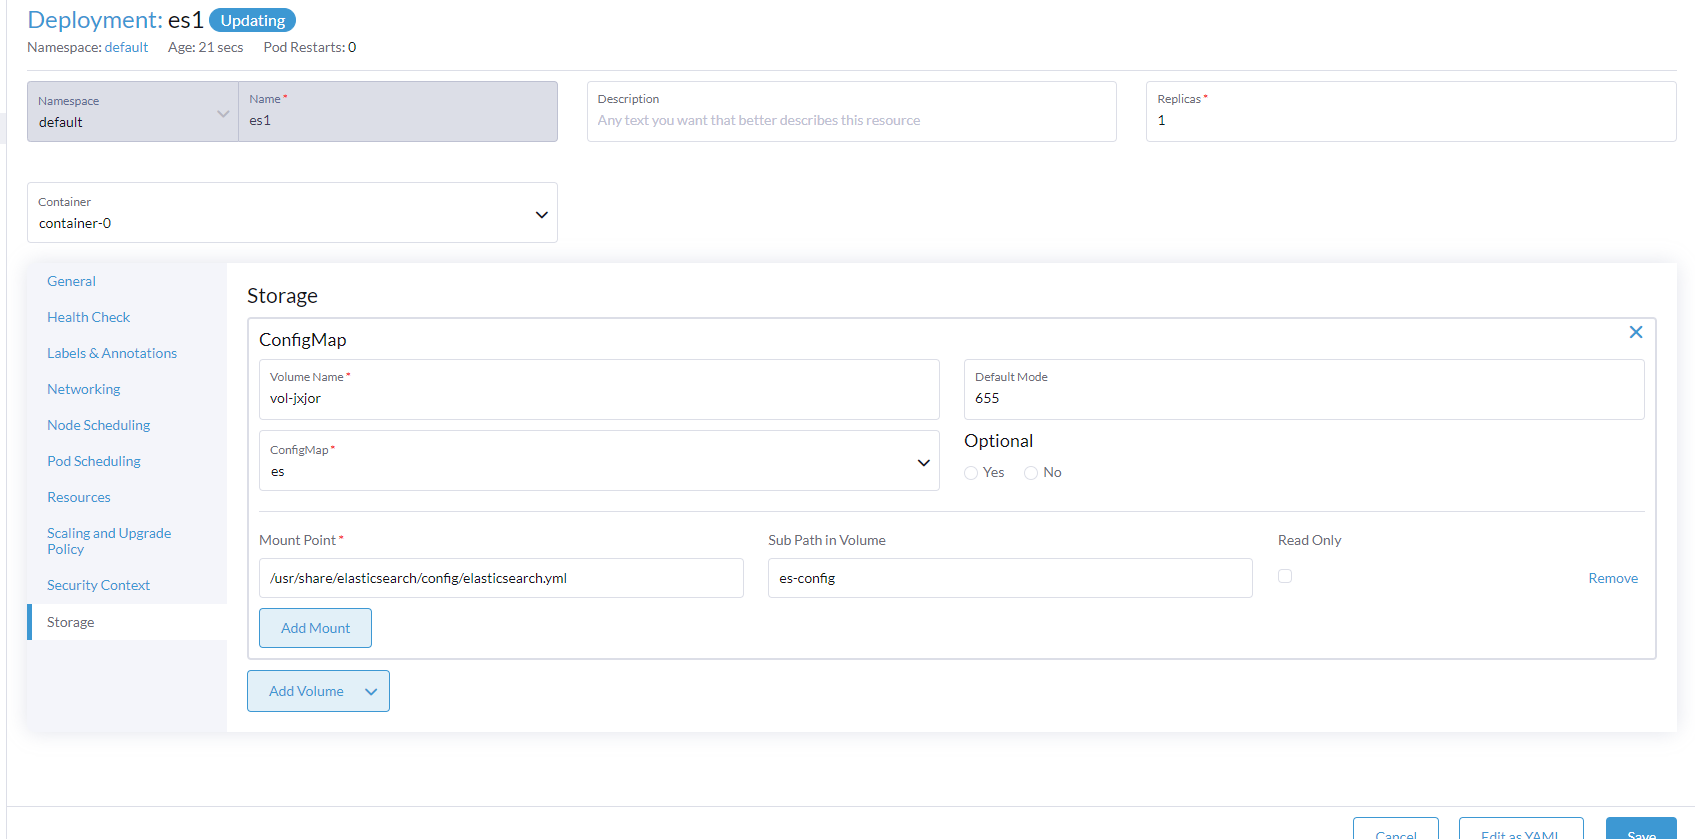 Deployment: es1 Updating
Namespace: default Age: 21 secs Pod Restarts: 0
Namespace
default
Name *
es1
Description
Any text you want that better describes this resource
Replicas *
1
Container
container-0
General
Health Check
Labels & Annotations
Networking
Node Scheduling
Pod Scheduling
Resources
Scaling and Upgrade
Policy
Security Context
Storage
Storage
ConfigMap
Volume Name *
vol-jxjor
Default Mode
655
ConfigMap *
es
Optional
Yes No
Mount Point * Sub Path in Volume Read Only
/usr/share/elasticsearch/config/elasticsearch.yml es-config Remove
Add Mount
Add Volume
Cancel Edit as YAML Save